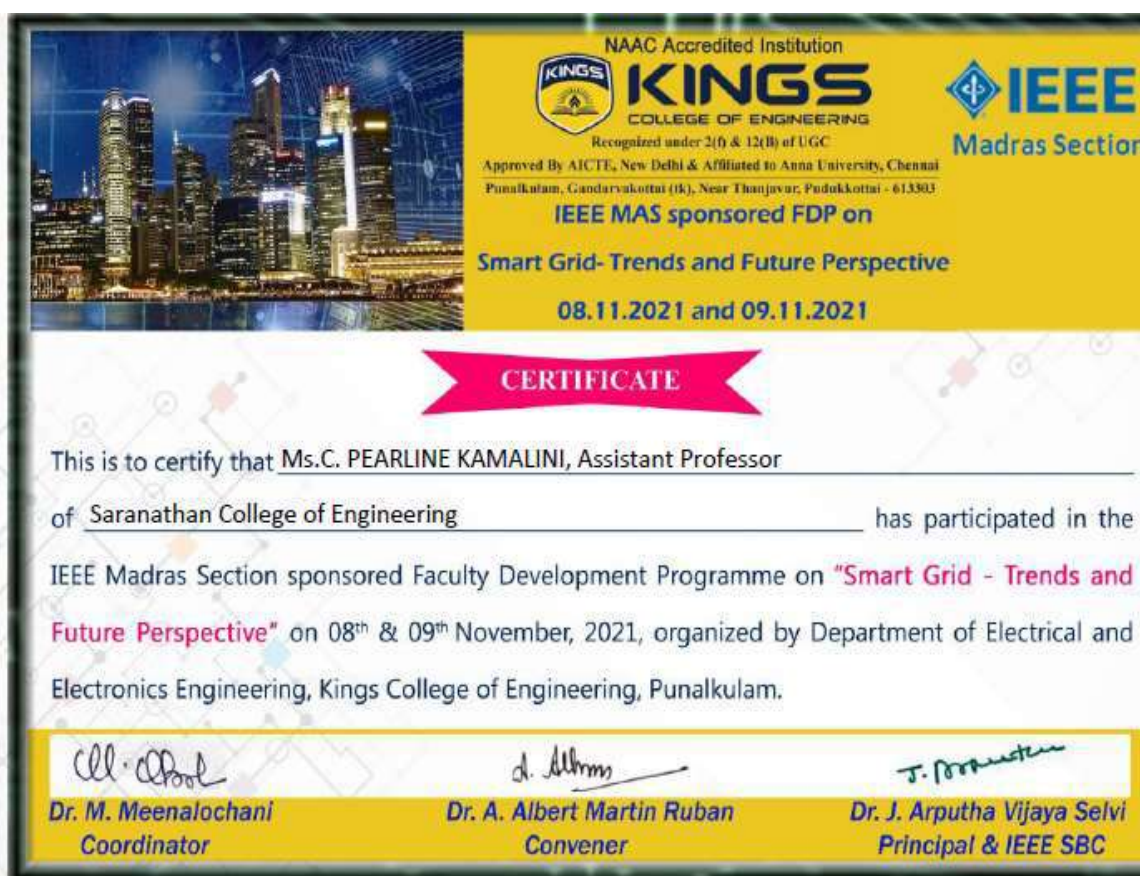 NAAC Accredited Institution
KINGS
KINGS
COLLEGE OF ENGINEERING
Recognized under 2(f) & 12(B) of UGC
Approved By AICTE, New Delhi & Affiliated to Anna University, Chennai
Punalkulam, Gandarvakottai (tk), Near Thanjavur, Pudukkottai - 613303
IEEE
Madras Section
IEEE MAS sponsored FDP on
Smart Grid- Trends and Future Perspective
08.11.2021 and 09.11.2021
CERTIFICATE
This is to certify that Ms.C. PEARLINE KAMALINI, Assistant Professor
of Saranathan College of Engineering has participated in the
IEEE Madras Section sponsored Faculty Development Programme on "Smart Grid - Trends and
Future Perspective" on 08th & 09th November, 2021, organized by Department of Electrical and
Electronics Engineering, Kings College of Engineering, Punalkulam.
Dr. M. Meenalochani
Coordinator
Dr. A. Albert Martin Ruban
Convener
Dr. J. Arputha Vijaya Selvi
Principal & IEEE SBC